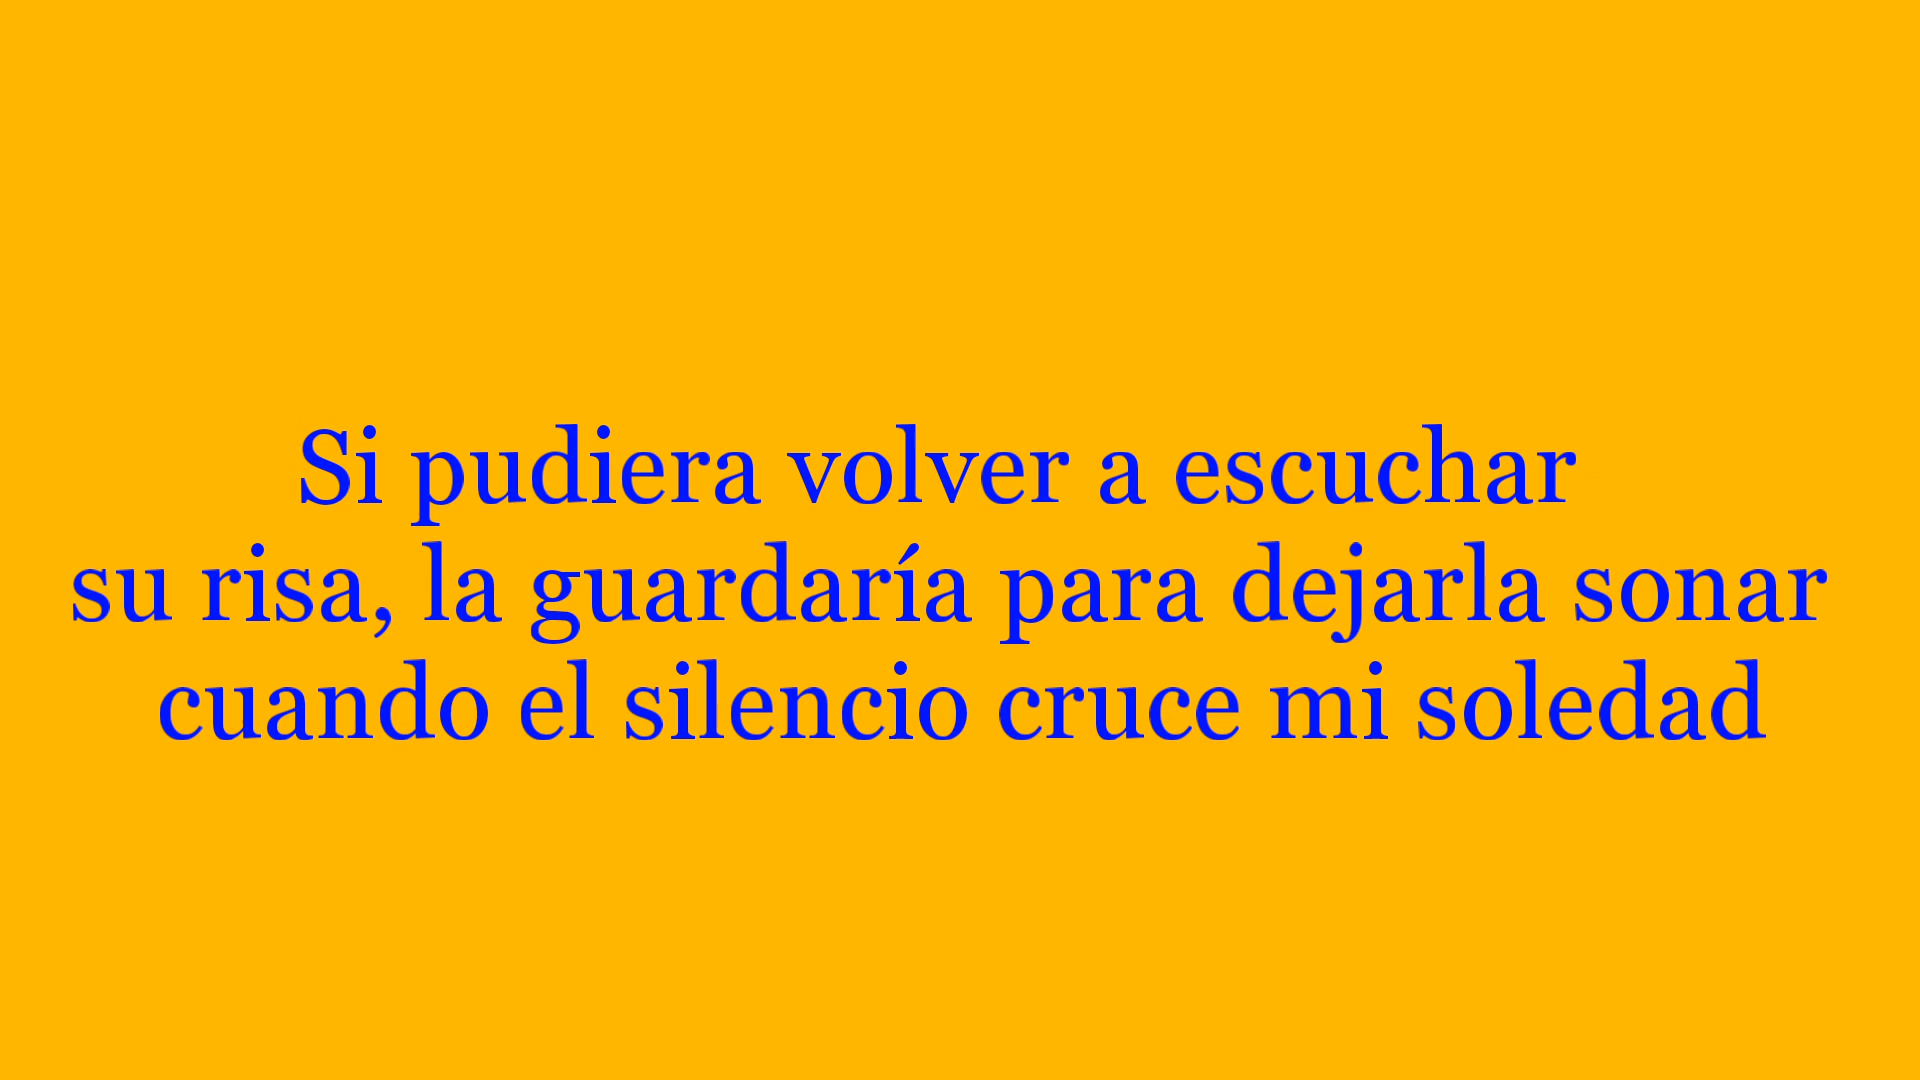 Si pudiera volver a escuchar
su risa, la guardaría para dejarla sonar
cuando el silencio cruce mi soledad